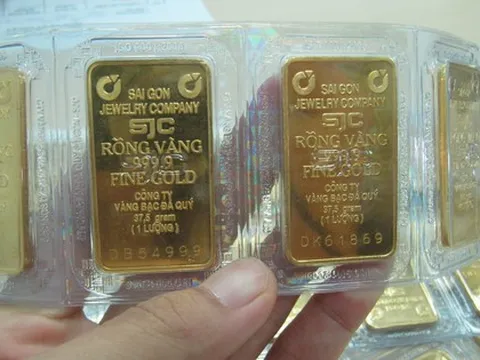 SAI GON
JEWELRY COMPANY
SJC
RỒNG VÀNG
999.9
FINE GOLD
CÔNG TY
VÀNG BẠC ĐÁ QUÝ
37,5 gram
(1 LƯỢNG)
DB54999
SAI GON
JEWELRY COMPANY
SJC
RỒNG VÀNG
999.9
FINE GOLD
CÔNG TY
VÀNG BẠC ĐÁ QUÝ
37,5 gram
(1 LƯỢNG)
DK61859